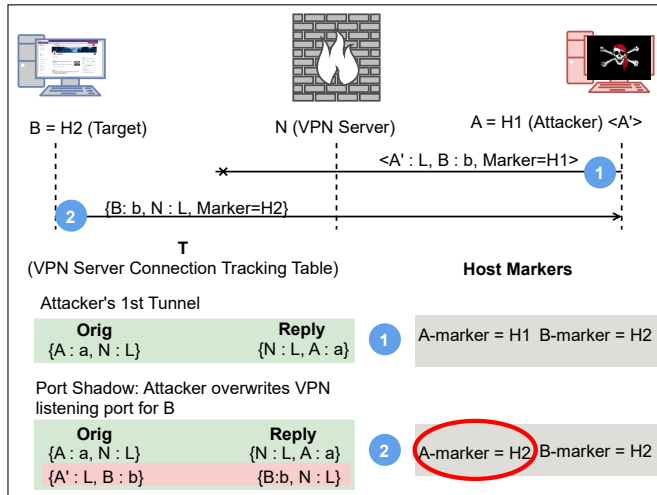 B = H2 (Target)
N (VPN Server)
A = H1 (Attacker) <A'>
<A' : L, B : b, Marker=H1>
1
2
{B: b, N : L, Marker=H2}
T
(VPN Server Connection Tracking Table)
Host Markers
Attacker's 1st Tunnel
Orig
Reply
{A : a, N : L}
{N : L, A : a}
1
A-marker = H1 B-marker = H2
Port Shadow: Attacker overwrites VPN
listening port for B
Orig
Reply
{A : a, N : L}
{N : L, A : a}
{A' : L, B : b}
{B:b, N : L}
2
A-marker = H2 B-marker = H2